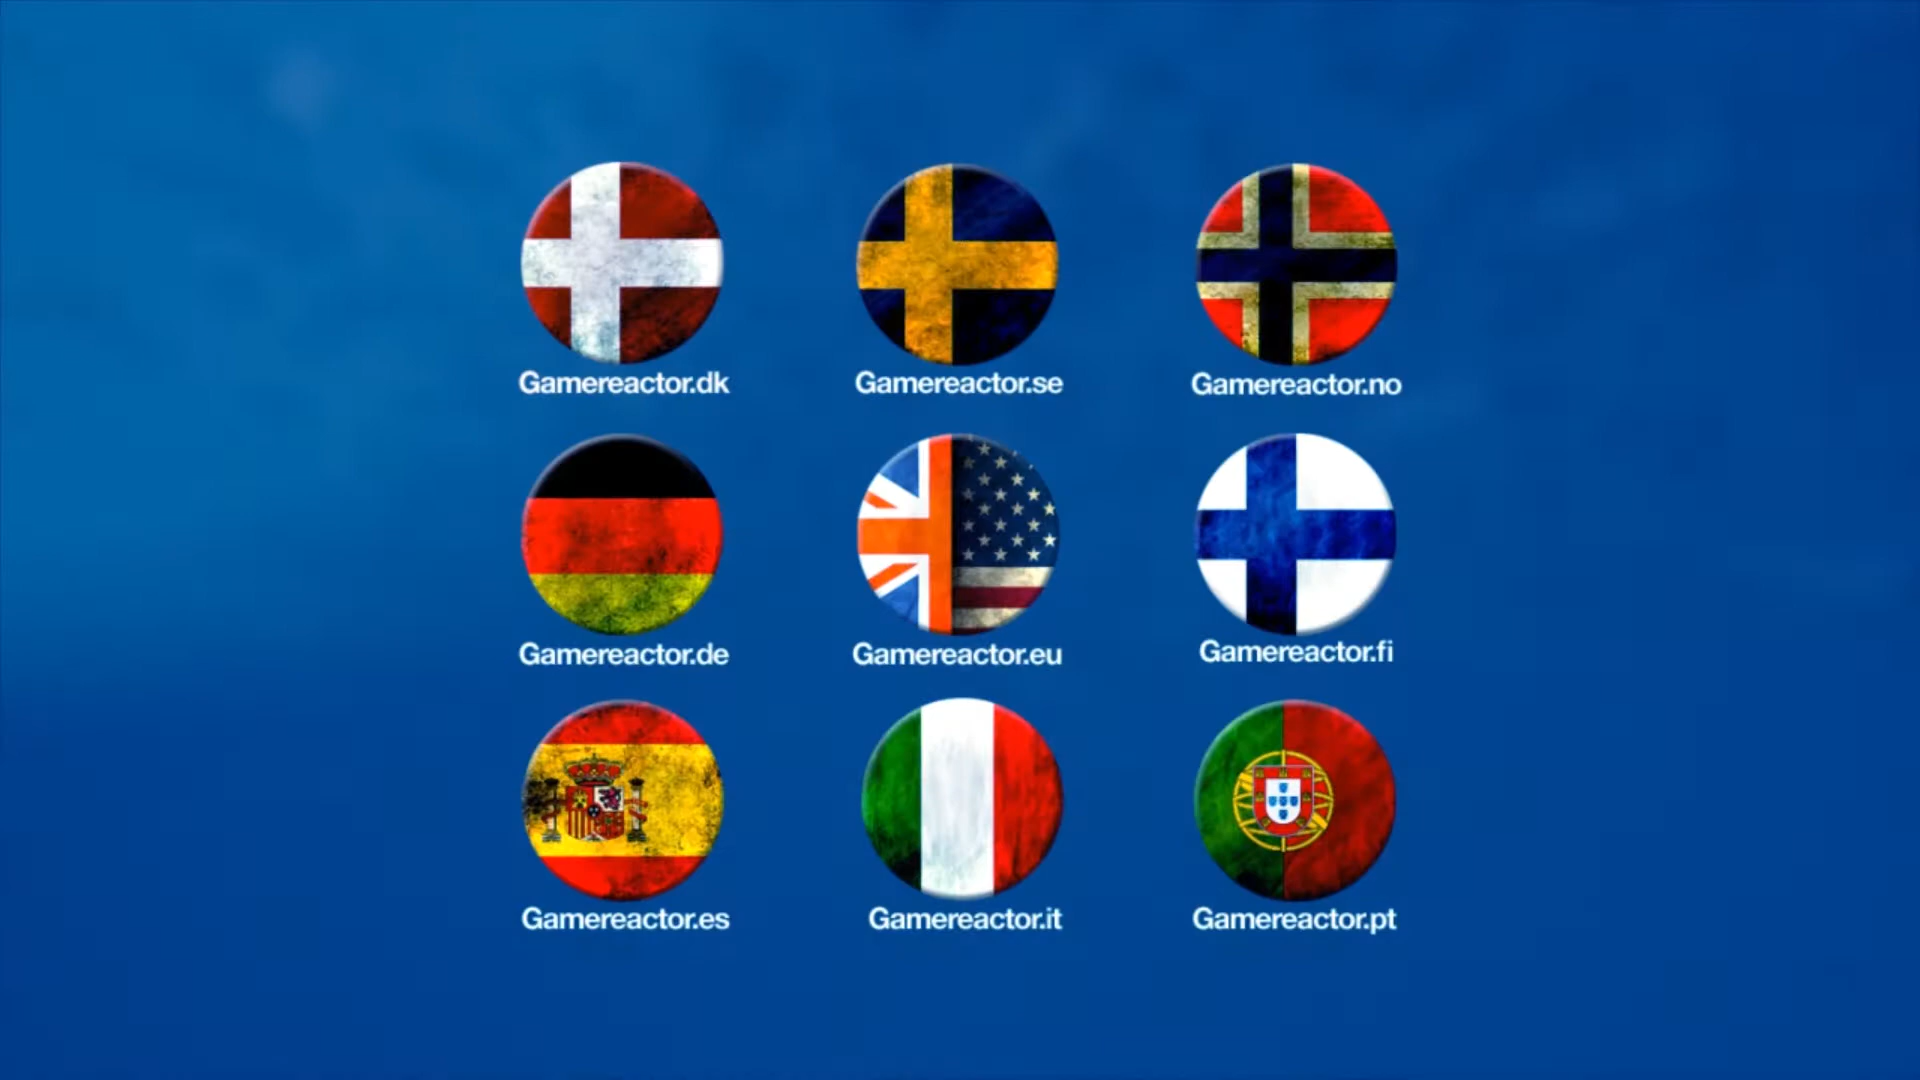 Gamereactor.dk
Gamereactor.se
Gamereactor.no
Gamereactor.de
Gamereactor.eu
Gamereactor.fi
Gamereactor.es
Gamereactor.it
Gamereactor.pt